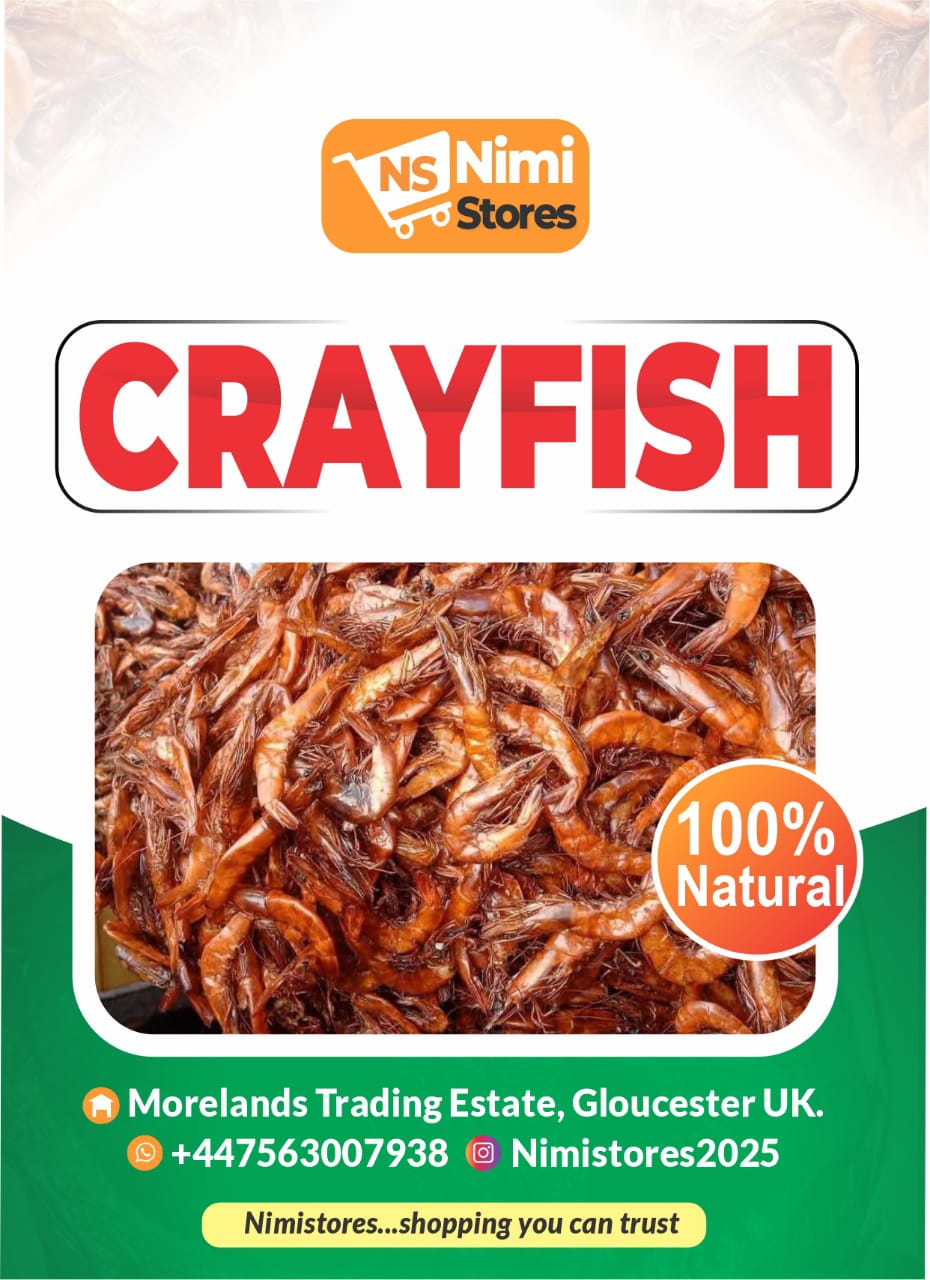 NS Nimi
Stores
CRAYFISH
100%
Natural
Morelands Trading Estate, Gloucester UK.
+447563007938 Nimistores2025
Nimistores...shopping you can trust